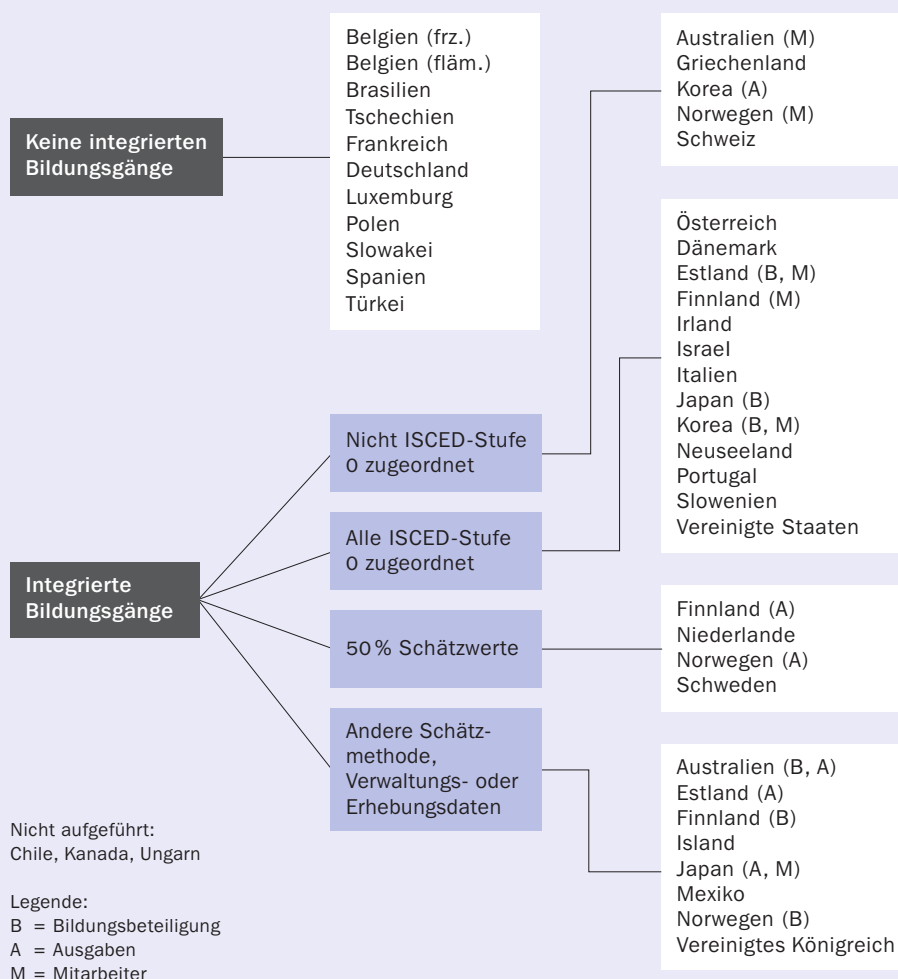 Keine integrierten
Bildungsgänge
Belgien (frz.)
Belgien (fläm.)
Brasilien
Tschechien
Frankreich
Deutschland
Luxemburg
Polen
Slowakei
Spanien
Türkei
Integrierte
Bildungsgänge
Nicht ISCED-Stufe
0 zugeordnet
Australien (M)
Griechenland
Korea (A)
Norwegen (M)
Schweiz
Alle ISCED-Stufe
0 zugeordnet
Österreich
Dänemark
Estland (B, M)
Finnland (M)
Irland
Israel
Italien
Japan (B)
Korea (B, M)
Neuseeland
Portugal
Slowenien
Vereinigte Staaten
50 % Schätzwerte
Finnland (A)
Niederlande
Norwegen (A)
Schweden
Andere Schätz-
methode,
Verwaltungs- oder
Erhebungsdaten
Australien (B, A)
Estland (A)
Finnland (B)
Island
Japan (A, M)
Mexiko
Norwegen (B)
Vereinigtes Königreich
Nicht aufgeführt:
Chile, Kanada, Ungarn
Legende:
B = Bildungsbeteiligung
A = Ausgaben
M = Mitarbeiter